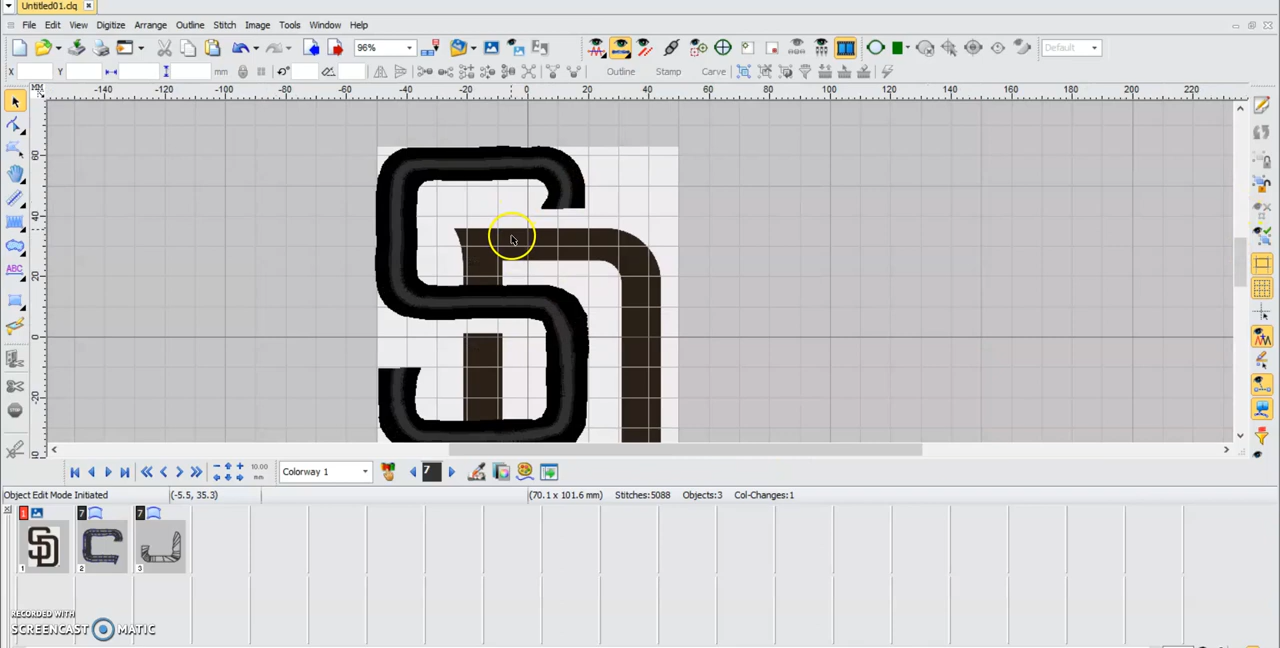 Untitled01.clq
File Edit View Digitize Arrange Outline Stitch Image Tools Window Help
96% Default
X Y mm Outline Stamp Carve
MM -140 -120 -100 -80 -60 -40 -20 0 20 40 60 80 100 120 140 160 180 200 220
60
40
20
0
-20
ABC
SD
10.00 mm Colorway 1 7
Object Edit Mode Initiated (-5.5, 35.3) (70.1 x 101.6 mm) Stitches:5088 Objects:3 Col-Changes:1
1 7 7
SD
1 2 3
RECORDED WITH
SCREENCAST MATIC